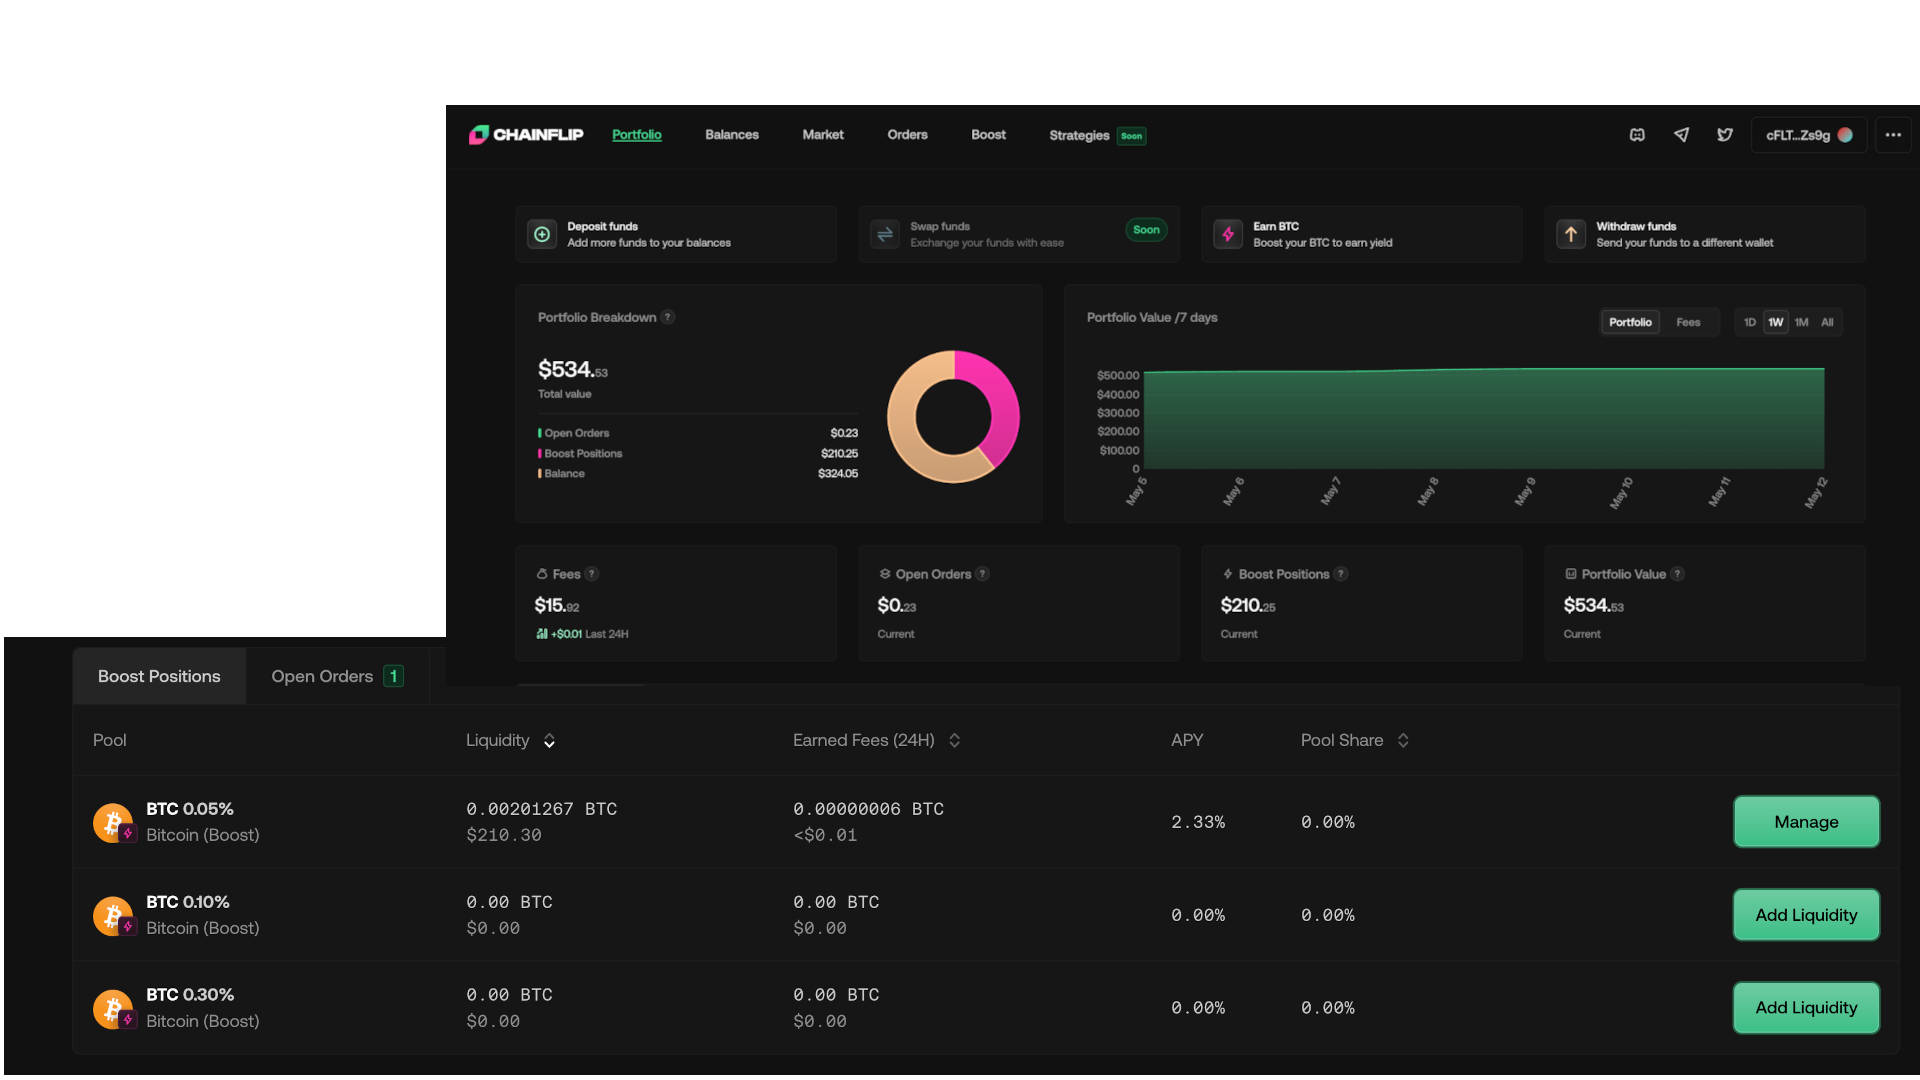 CHAINFLIP
Portfolio Balances Market Orders Boost Strategies Soon cFLT...Zs9g
Deposit funds
Add more funds to your balances
Swap funds
Exchange your funds with ease
Soon
Earn BTC
Boost your BTC to earn yield
Withdraw funds
Send your funds to a different wallet
Portfolio Breakdown ?
$534.53
Total value
Open Orders $0.23
Boost Positions $210.25
Balance $324.05
Portfolio Value /7 days
Portfolio Fees 1D 1W 1M All
$500.00
$400.00
$300.00
$200.00
$100.00
0
May 5 May 6 May 7 May 8 May 9 May 10 May 11 May 12
Fees ?
$15.92
+$0.01 Last 24H
Open Orders ?
$0.23
Current
Boost Positions ?
$210.25
Current
Portfolio Value ?
$534.53
Current
Boost Positions Open Orders 1
Pool Liquidity Earned Fees (24H) APY Pool Share
BTC 0.05% 0.00201267 BTC 0.00000006 BTC
Bitcoin (Boost) $210.30 <$0.01
2.33% 0.00% Manage
BTC 0.10% 0.00 BTC 0.00 BTC
Bitcoin (Boost) $0.00 $0.00
0.00% 0.00% Add Liquidity
BTC 0.30% 0.00 BTC 0.00 BTC
Bitcoin (Boost) $0.00 $0.00
0.00% 0.00% Add Liquidity